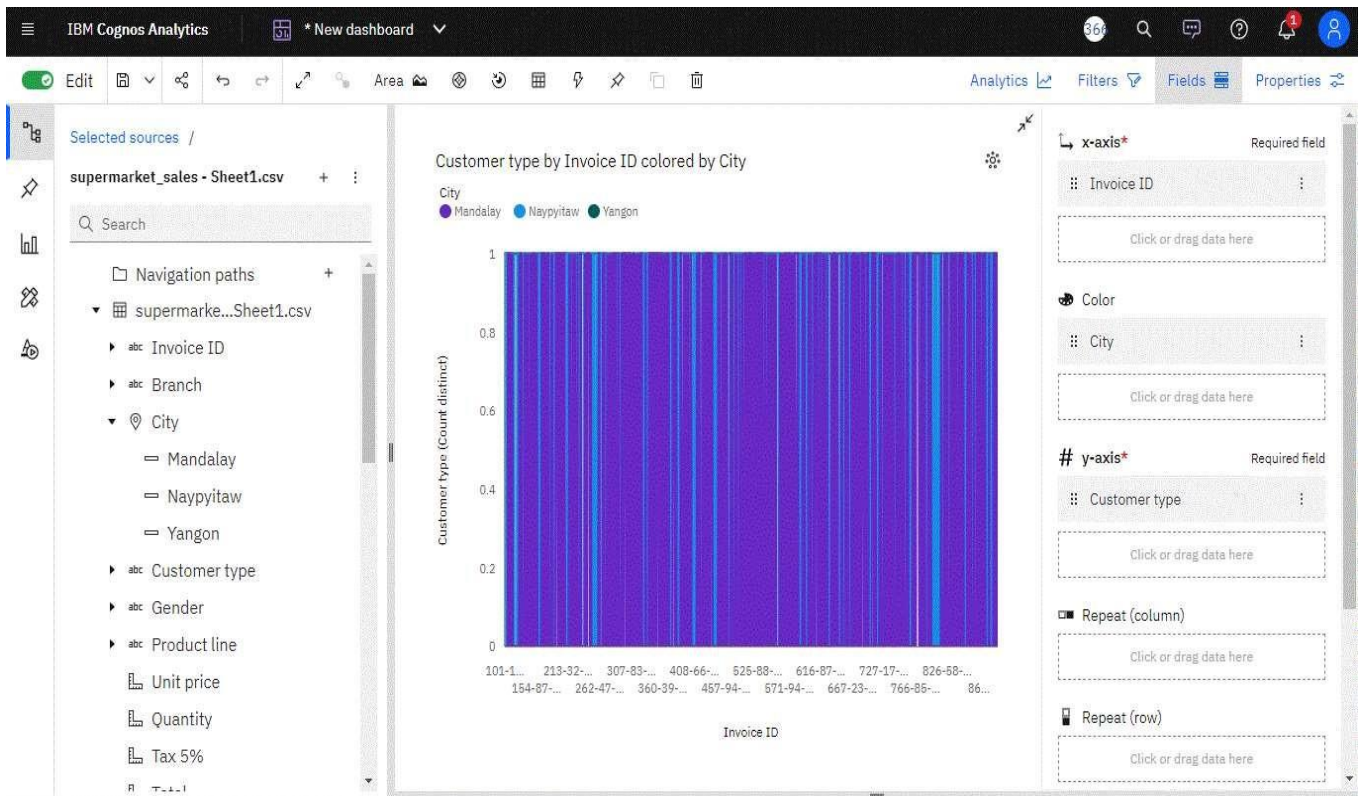 IBM Cognos Analytics
* New dashboard
366
1
Edit
Area
Analytics
Filters
Fields
Properties
Selected sources /
supermarket_sales - Sheet1.csv
Search
Navigation paths
supermarke...Sheet1.csv
abc Invoice ID
abc Branch
City
Mandalay
Naypyitaw
Yangon
abc Customer type
abc Gender
abc Product line
Unit price
Quantity
Tax 5%
Total
Customer type by Invoice ID colored by City
City
Mandalay Naypyitaw Yangon
Customer type (Count distinct)
1
0.8
0.6
0.4
0.2
0
101-1... 213-32-... 307-83-... 408-66-... 525-88-... 616-87-... 727-17-... 826-58-...
154-87-... 262-47-... 360-39-... 457-94-... 571-94-... 667-23-... 766-85-... 86...
Invoice ID
x-axis* Required field
Invoice ID
Click or drag data here
Color
City
Click or drag data here
# y-axis* Required field
Customer type
Click or drag data here
Repeat (column)
Click or drag data here
Repeat (row)
Click or drag data here